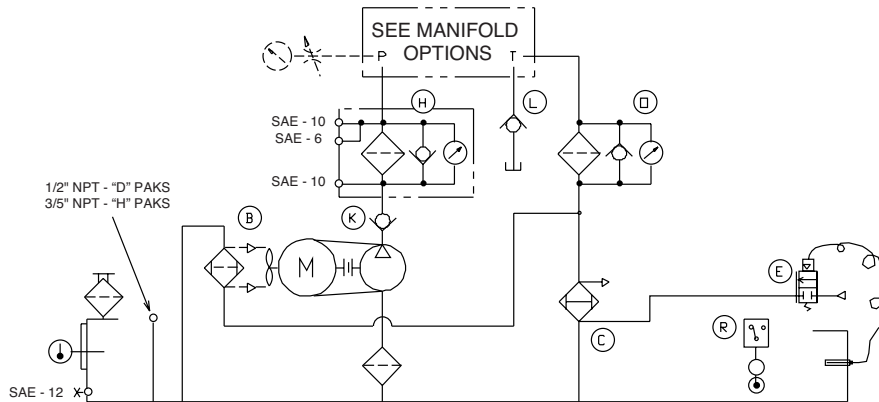 SEE MANIFOLD
OPTIONS
P
T
H
L
O
SAE - 10
SAE - 6
SAE - 10
1/2" NPT - “D” PAKS
3/5" NPT - “H” PAKS
B
K
M
E
R
C
SAE - 12